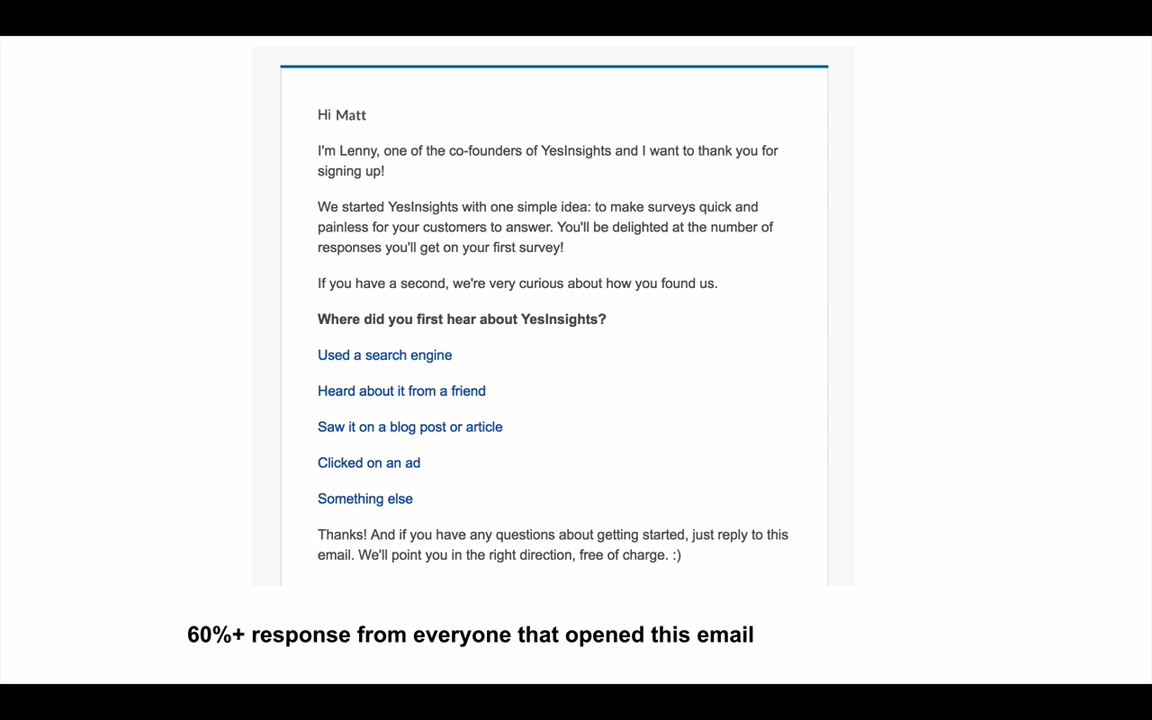 Hi Matt
I'm Lenny, one of the co-founders of YesInsights and I want to thank you for
signing up!
We started YesInsights with one simple idea: to make surveys quick and
painless for your customers to answer. You'll be delighted at the number of
responses you'll get on your first survey!
If you have a second, we're very curious about how you found us.
Where did you first hear about YesInsights?
Used a search engine
Heard about it from a friend
Saw it on a blog post or article
Clicked on an ad
Something else
Thanks! And if you have any questions about getting started, just reply to this
email. We'll point you in the right direction, free of charge. :)
60%+ response from everyone that opened this email